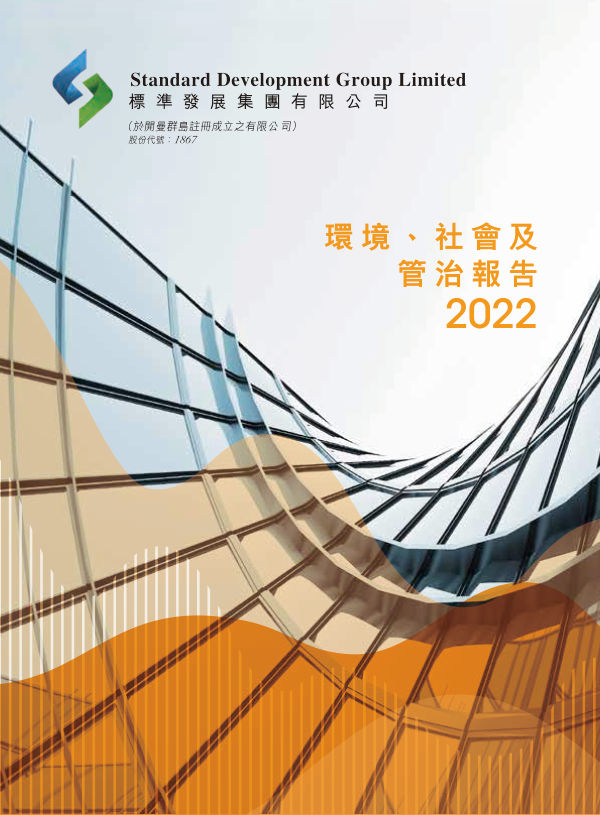 Standard Development Group Limited
標準發展集團有限公司
（於開曼群島註冊成立之有限公司）
股份代號：1867
環境、社會及
管治報告
2022